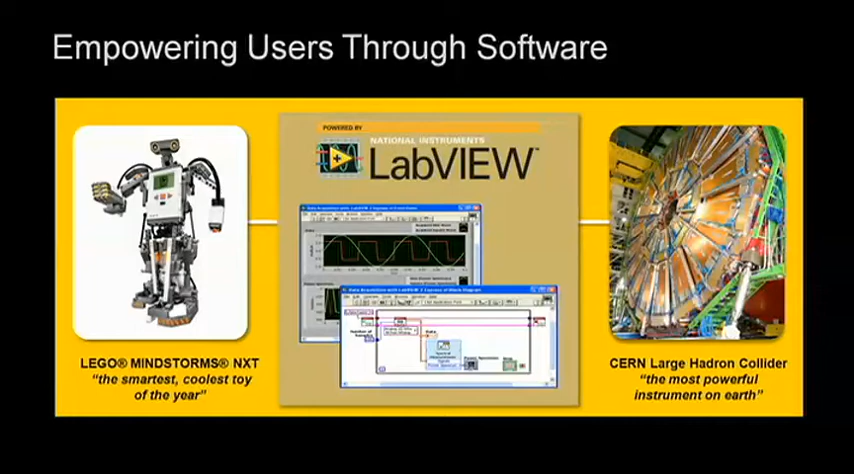 Empowering Users Through Software
POWERED BY
NATIONAL INSTRUMENTS
LabVIEW™
LEGO® MINDSTORMS® NXT
“the smartest, coolest toy
of the year”
CERN Large Hadron Collider
“the most powerful
instrument on earth”